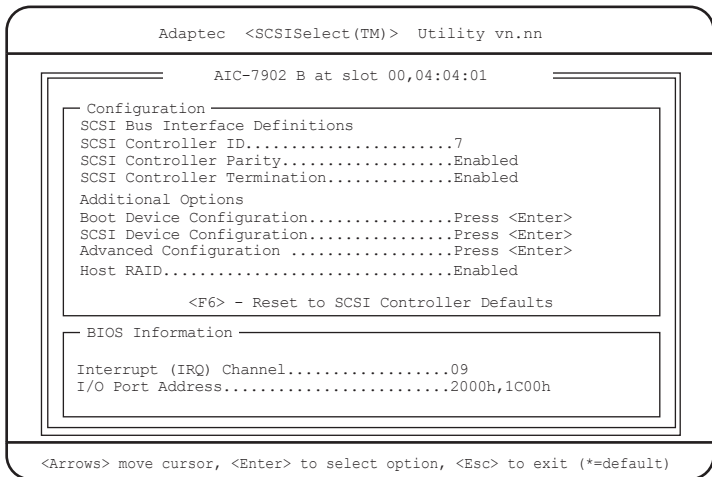 Adaptec <SCSISelect(TM)> Utility vn.nn
AIC-7902 B at slot 00,04:04:01
Configuration
SCSI Bus Interface Definitions
SCSI Controller ID.......................7
SCSI Controller Parity...................Enabled
SCSI Controller Termination..............Enabled
Additional Options
Boot Device Configuration................Press <Enter>
SCSI Device Configuration................Press <Enter>
Advanced Configuration ..................Press <Enter>
Host RAID................................Enabled
<F6> - Reset to SCSI Controller Defaults
BIOS Information
Interrupt (IRQ) Channel..................09
I/O Port Address.........................2000h,1C00h
<Arrows> move cursor, <Enter> to select option, <Esc> to exit (*=default)